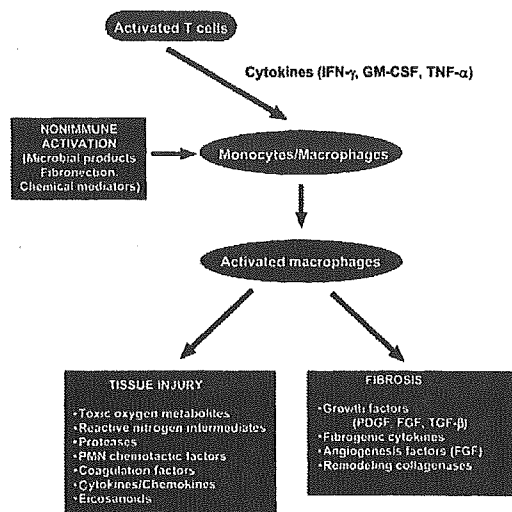 Activated T cells
Cytokines (IFN-γ, GM-CSF, TNF-α)
NONIMMUNE
ACTIVATION
(Microbial products
Fibronection
Chemical mediators)
Monocytes/Macrophages
Activated macrophages
TISSUE INJURY
•Toxic oxygen metabolites
•Reactive nitrogen intermediates
•Proteases
•PMN chemotactic factors
•Coagulation factors
•Cytokines/Chemokines
•Eicosanoids
FIBROSIS
•Growth factors
(PDGF, FGF, TGF-β)
•Fibrogenic cytokines
•Angiogenesis factors (FGF)
•Remodeling collagenases